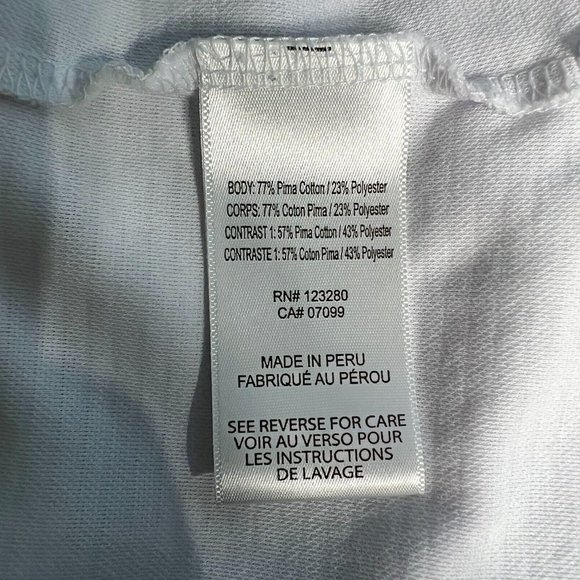 BODY: 77% Pima Cotton / 23% Polyester
CORPS: 77% Coton Pima / 23% Polyester
CONTRAST 1: 57% Pima Cotton / 43% Polyester
CONTRASTE 1: 57% Coton Pima / 43% Polyester
RN# 123280
CA# 07099
MADE IN PERU
FABRIQUÉ AU PÉROU
SEE REVERSE FOR CARE
VOIR AU VERSO POUR
LES INSTRUCTIONS
DE LAVAGE